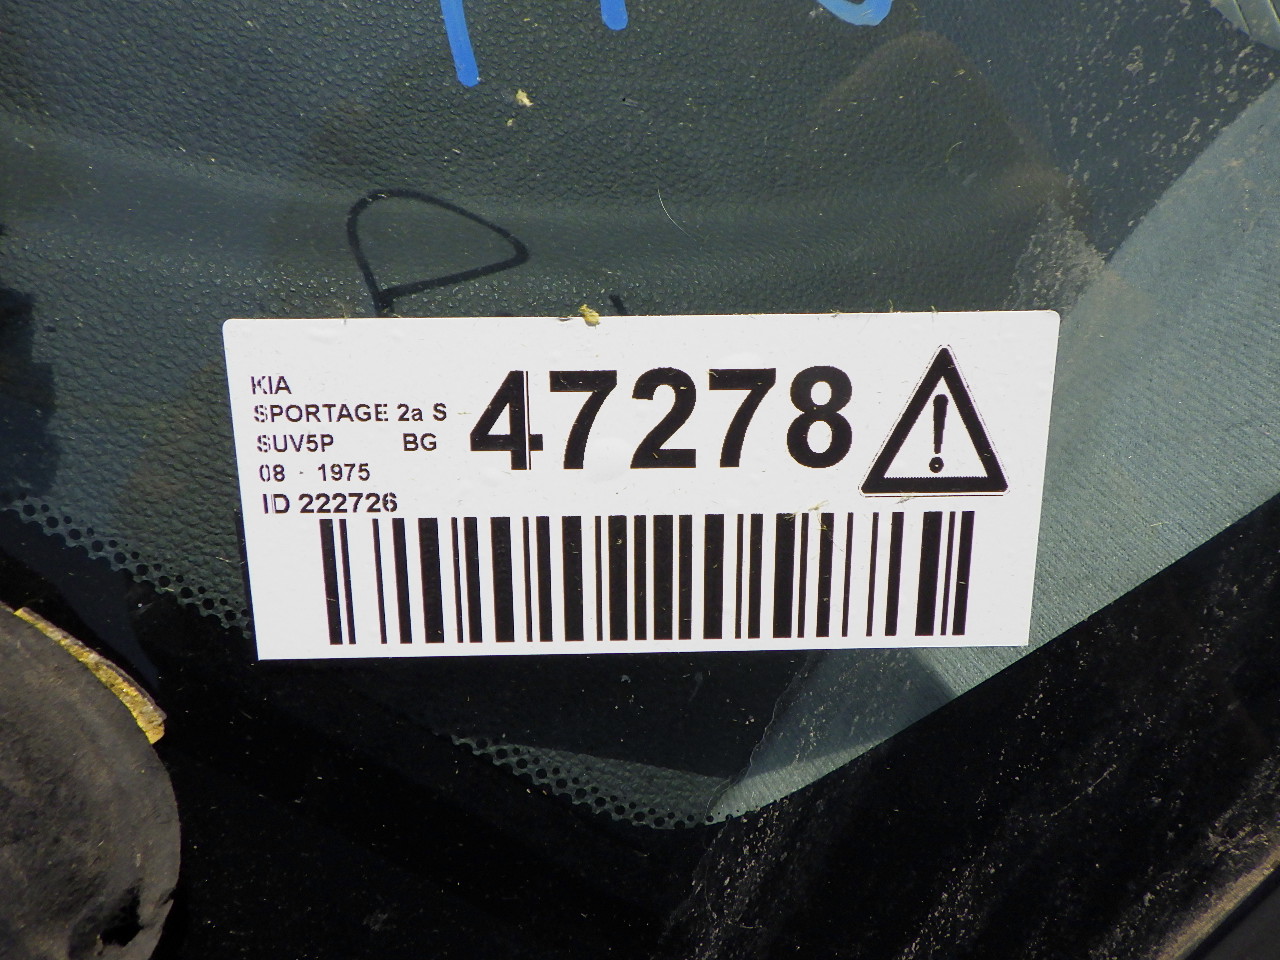 KIA
SPORTAGE 2a S
SUV5P BG
08 - 1975
ID 222726
47278